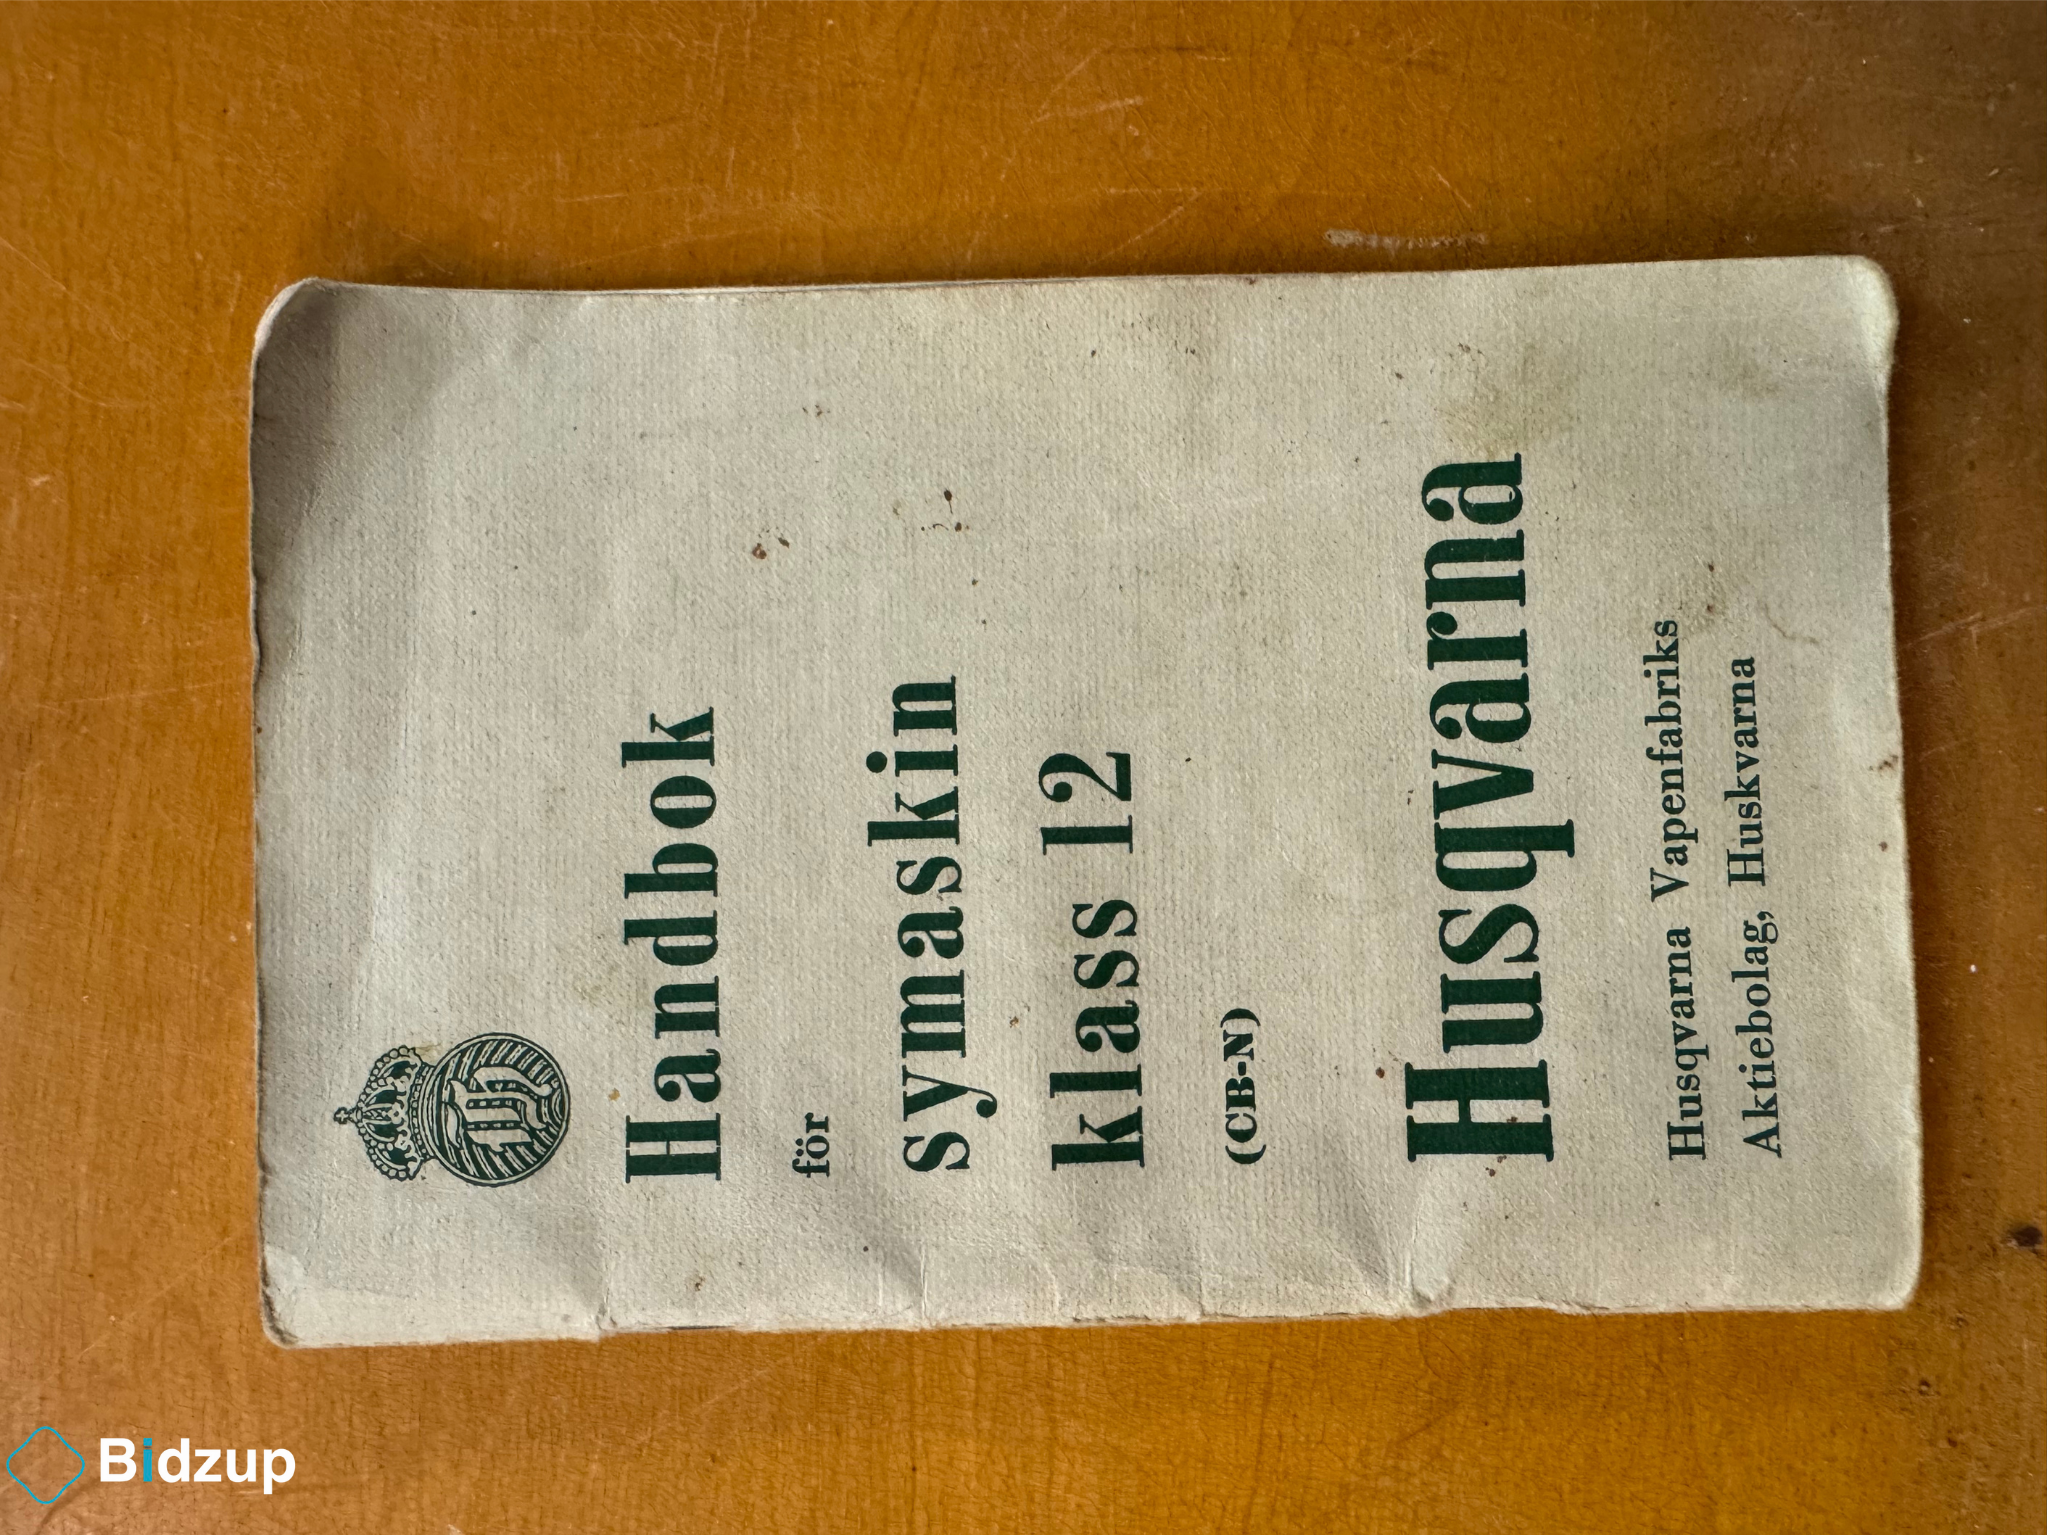 H
Handbok
för
symaskin
klass 12
(CB-N)
Husqvarna
Husqvarna Vapenfabriks
Aktiebolag, Huskvarna
Bidzup